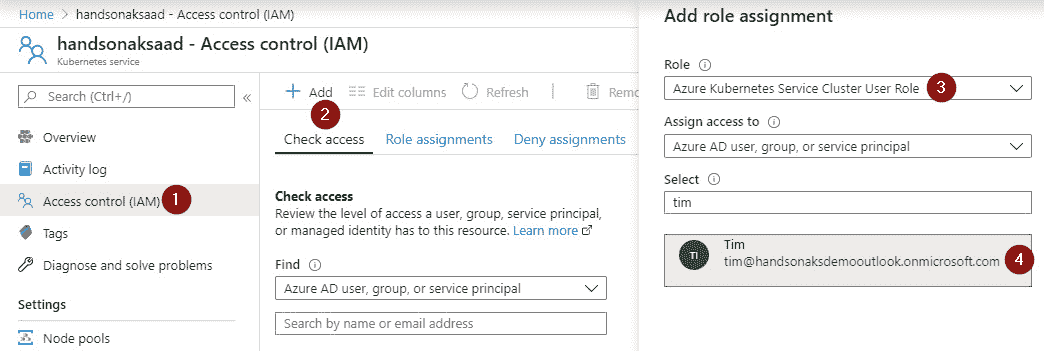 Home > handsonaksaad - Access control (IAM)
handsonaksaad - Access control (IAM)
Kubernetes service
Search (Ctrl+/)
«
Overview
Activity log
Access control (IAM) 1
Tags
Diagnose and solve problems
Settings
Node pools
+ Add Edit columns Refresh Remo
2
Check access Role assignments Deny assignments
Check access
Review the level of access a user, group, service principal,
or managed identity has to this resource. Learn more
Find
Azure AD user, group, or service principal
Search by name or email address
Add role assignment
Role
Azure Kubernetes Service Cluster User Role 3
Assign access to
Azure AD user, group, or service principal
Select
tim
TI
Tim
tim@handsonaksdemooutlook.onmicrosoft.com 4